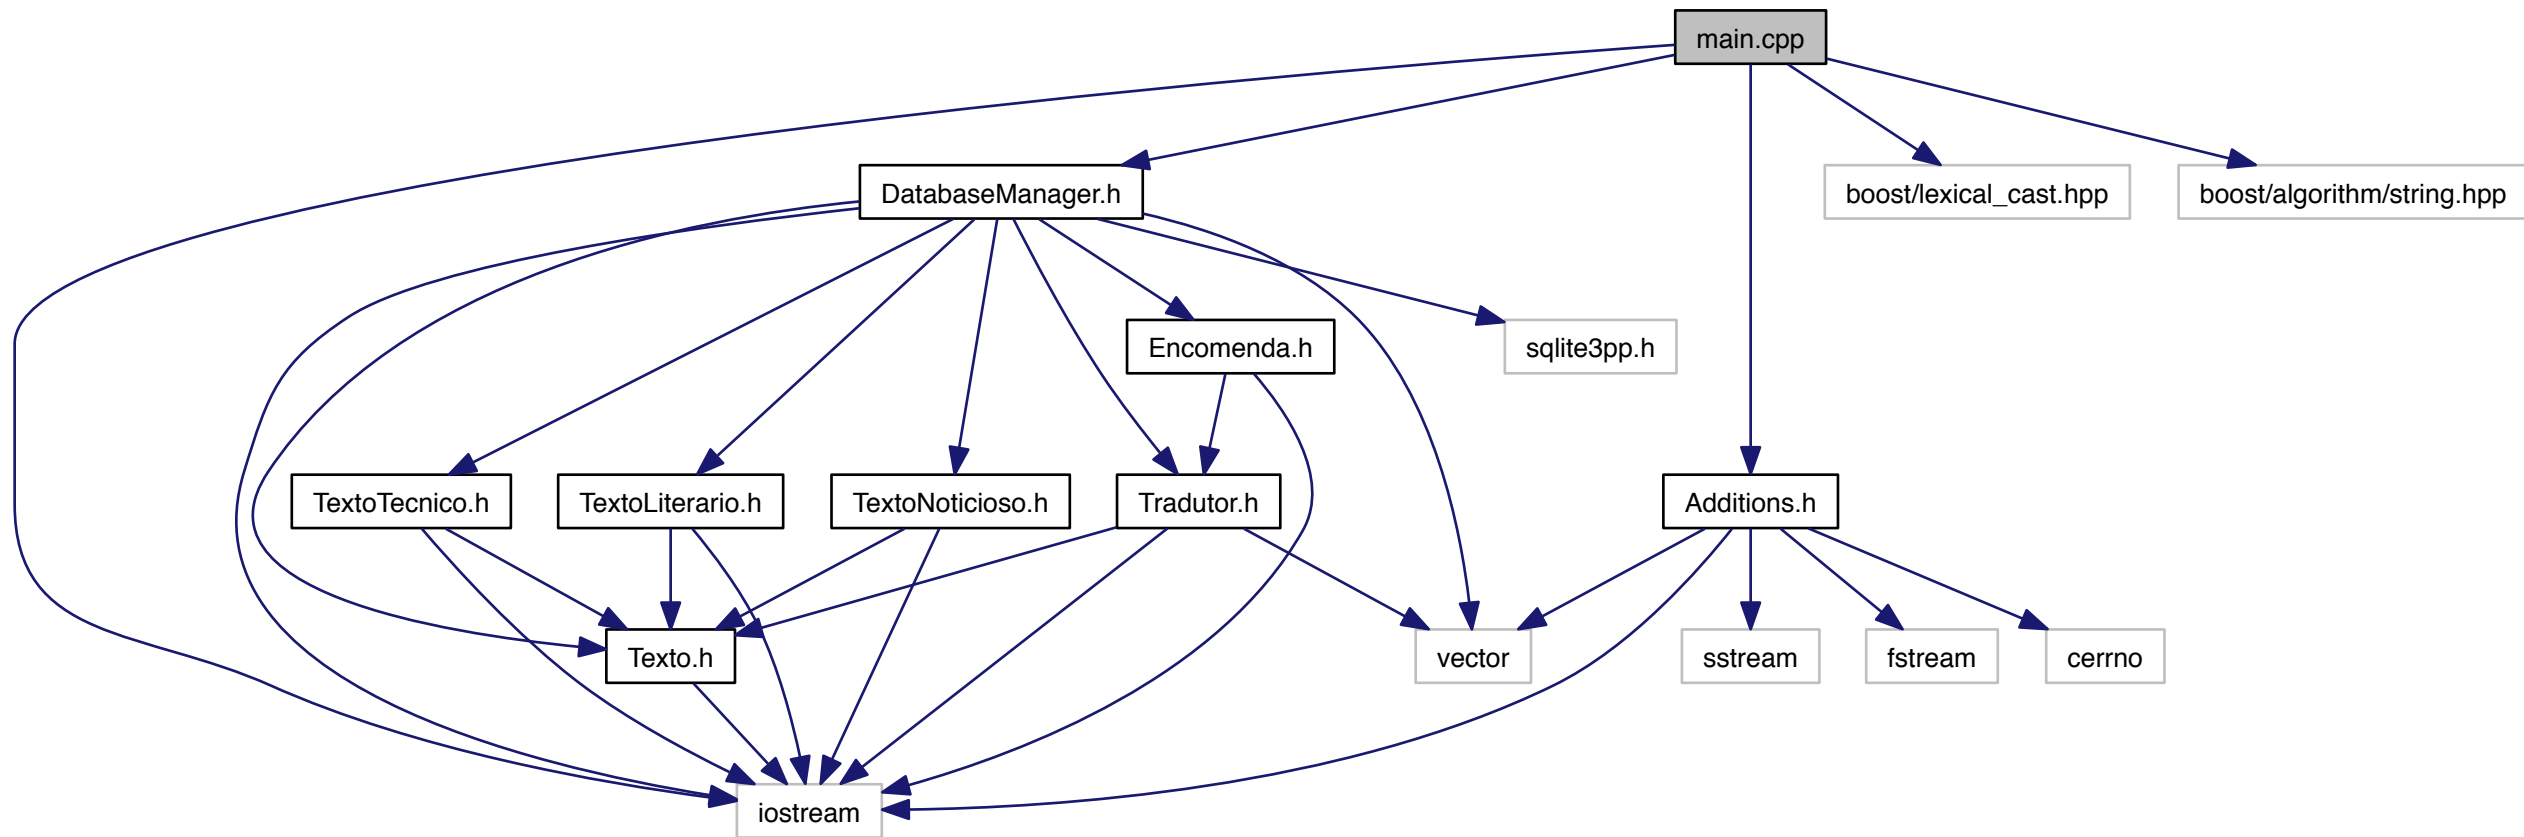 main.cpp
DatabaseManager.h
boost/lexical_cast.hpp
boost/algorithm/string.hpp
Encomenda.h
sqlite3pp.h
TextoTecnico.h
TextoLiterario.h
TextoNoticioso.h
Tradutor.h
Additions.h
Texto.h
vector
sstream
fstream
cerrno
iostream